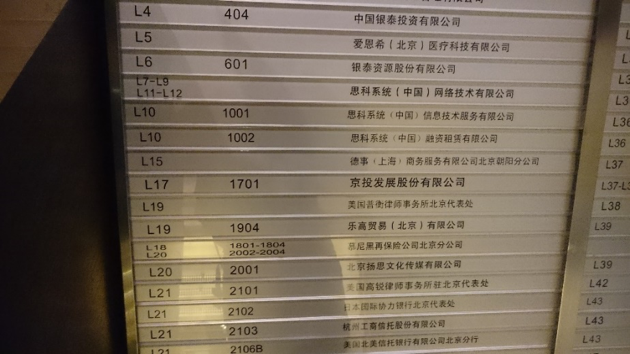 L4 404 中国银泰投资有限公司
L5 爱恩希（北京）医疗科技有限公司
L6 601 银泰资源股份有限公司
L7-L9
L11-L12 思科系统（中国）网络技术有限公司
L10 1001 思科系统（中国）信息技术服务有限公司
L10 1002 思科系统（中国）融资租赁有限公司
L15 德事（上海）商务服务有限公司北京朝阳分公司
L17 1701 京投发展股份有限公司
L19 美国普衡律师事务所北京代表处
L19 1904 乐高贸易（北京）有限公司
L18 1801-1804
L20 2002-2004 慕尼黑再保险公司北京分公司
L20 2001 北京扬思文化传媒有限公司
L21 2101 美国高锐律师事务所驻北京代表处
L21 2102 日本国际协力银行北京代表处
L21 2103 杭州工商信托股份有限公司
L21 2106B 美国北美信托银行有限公司北京分行
L36
L37
L38
L39
L39
L42
L43
L43
L43